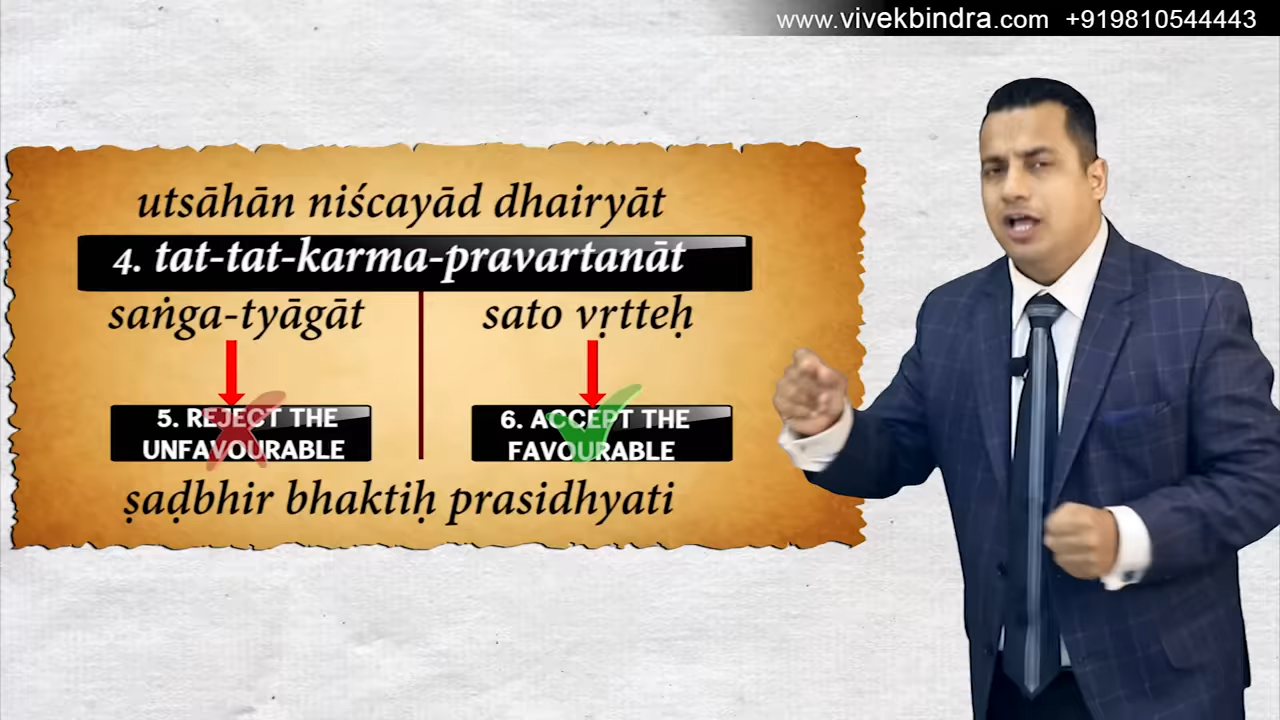 www.vivekbindra.com +919810544443
utsāhān niścayād dhairyāt
4. tat-tat-karma-pravartanāt
saṅga-tyāgāt
sato vṛtteḥ
5. REJECT THE
UNFAVOURABLE
6. ACCEPT THE
FAVOURABLE
ṣaḍbhir bhaktiḥ prasidhyati